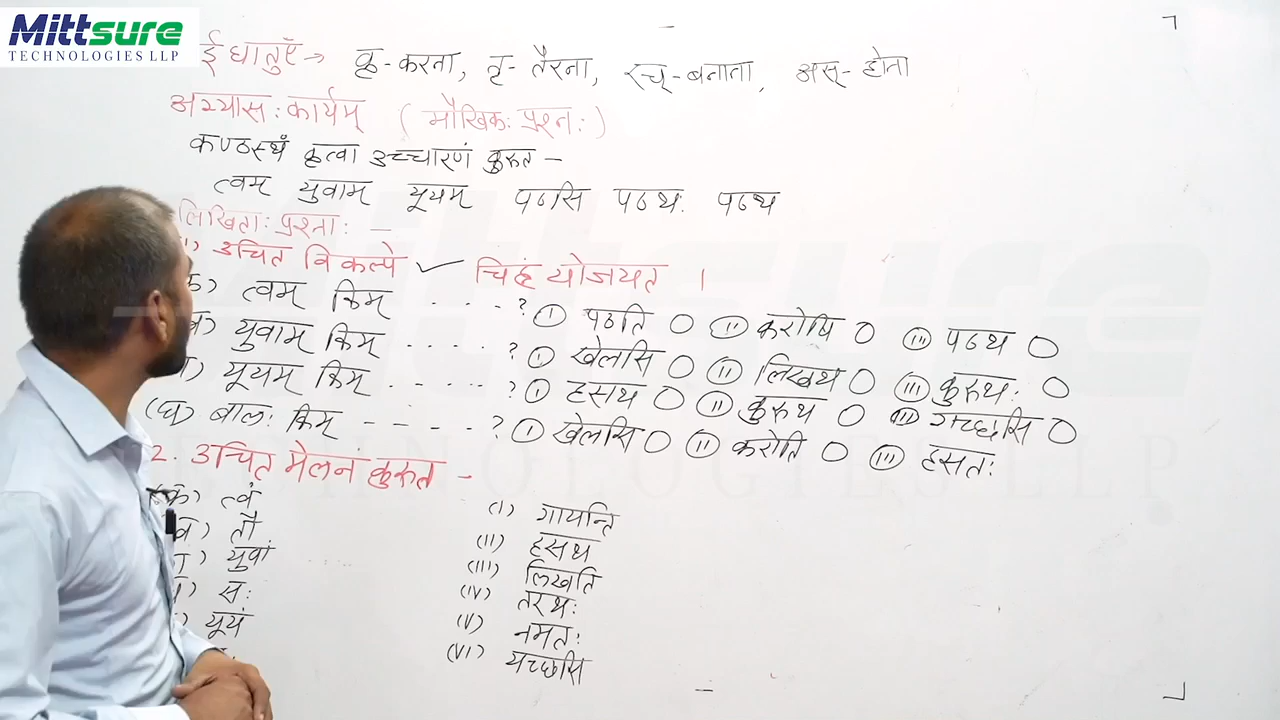 Mittsure
TECHNOLOGIES LLP
ई धातुएँ → कृ-करना, तृ-तैरना, रच्-बनाना, अस्-होना
अभ्यास: कार्यम् (मौखिक: प्रश्न:)
कण्ठस्थं कृत्वा उच्चारणं कुरुत –
त्वम् युवाम् यूयम् पठसि पठथ: पठथ
लिखिता: प्रश्ना: –
1) उचित विकल्पे ✓ चिह्नं योजयत ।
क) त्वम् किम् . . . . ? (i) पठति ○ (ii) करोषि ○ (iii) पठथ ○
ख) युवाम् किम् . . . . . ? (i) खेलसि ○ (ii) लिखथ ○ (iii) कुरुथ: ○
ग) यूयम् किम् . - . - . . ? (i) हसथ ○ (ii) कुरुथ ○ (iii) गच्छसि ○
(घ) बाल: किम् - - - - . ? (i) खेलसि ○ (ii) करोति ○ (iii) हसत:
2. उचित मेलनं कुरुत –
(क) त्वं (I) गायन्ति
ख) तौ (II) हसथ
ग) युवां (III) लिखति
घ) स: (IV) तरथ:
) यूयं (V) नमत:
(VI) यच्छसि